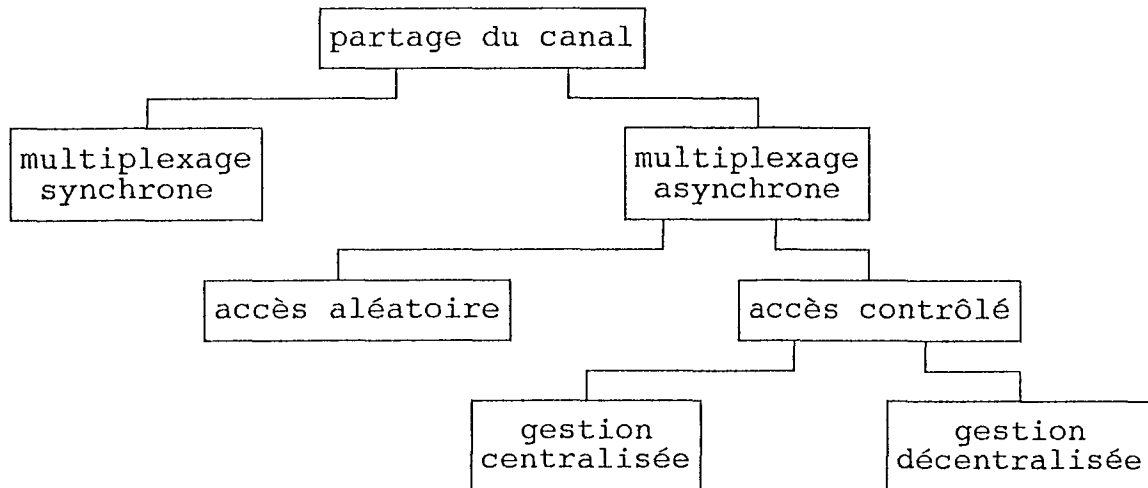 partage du canal
multiplexage
synchrone
multiplexage
asynchrone
accès aléatoire
accès contrôlé
gestion
centralisée
gestion
décentralisée